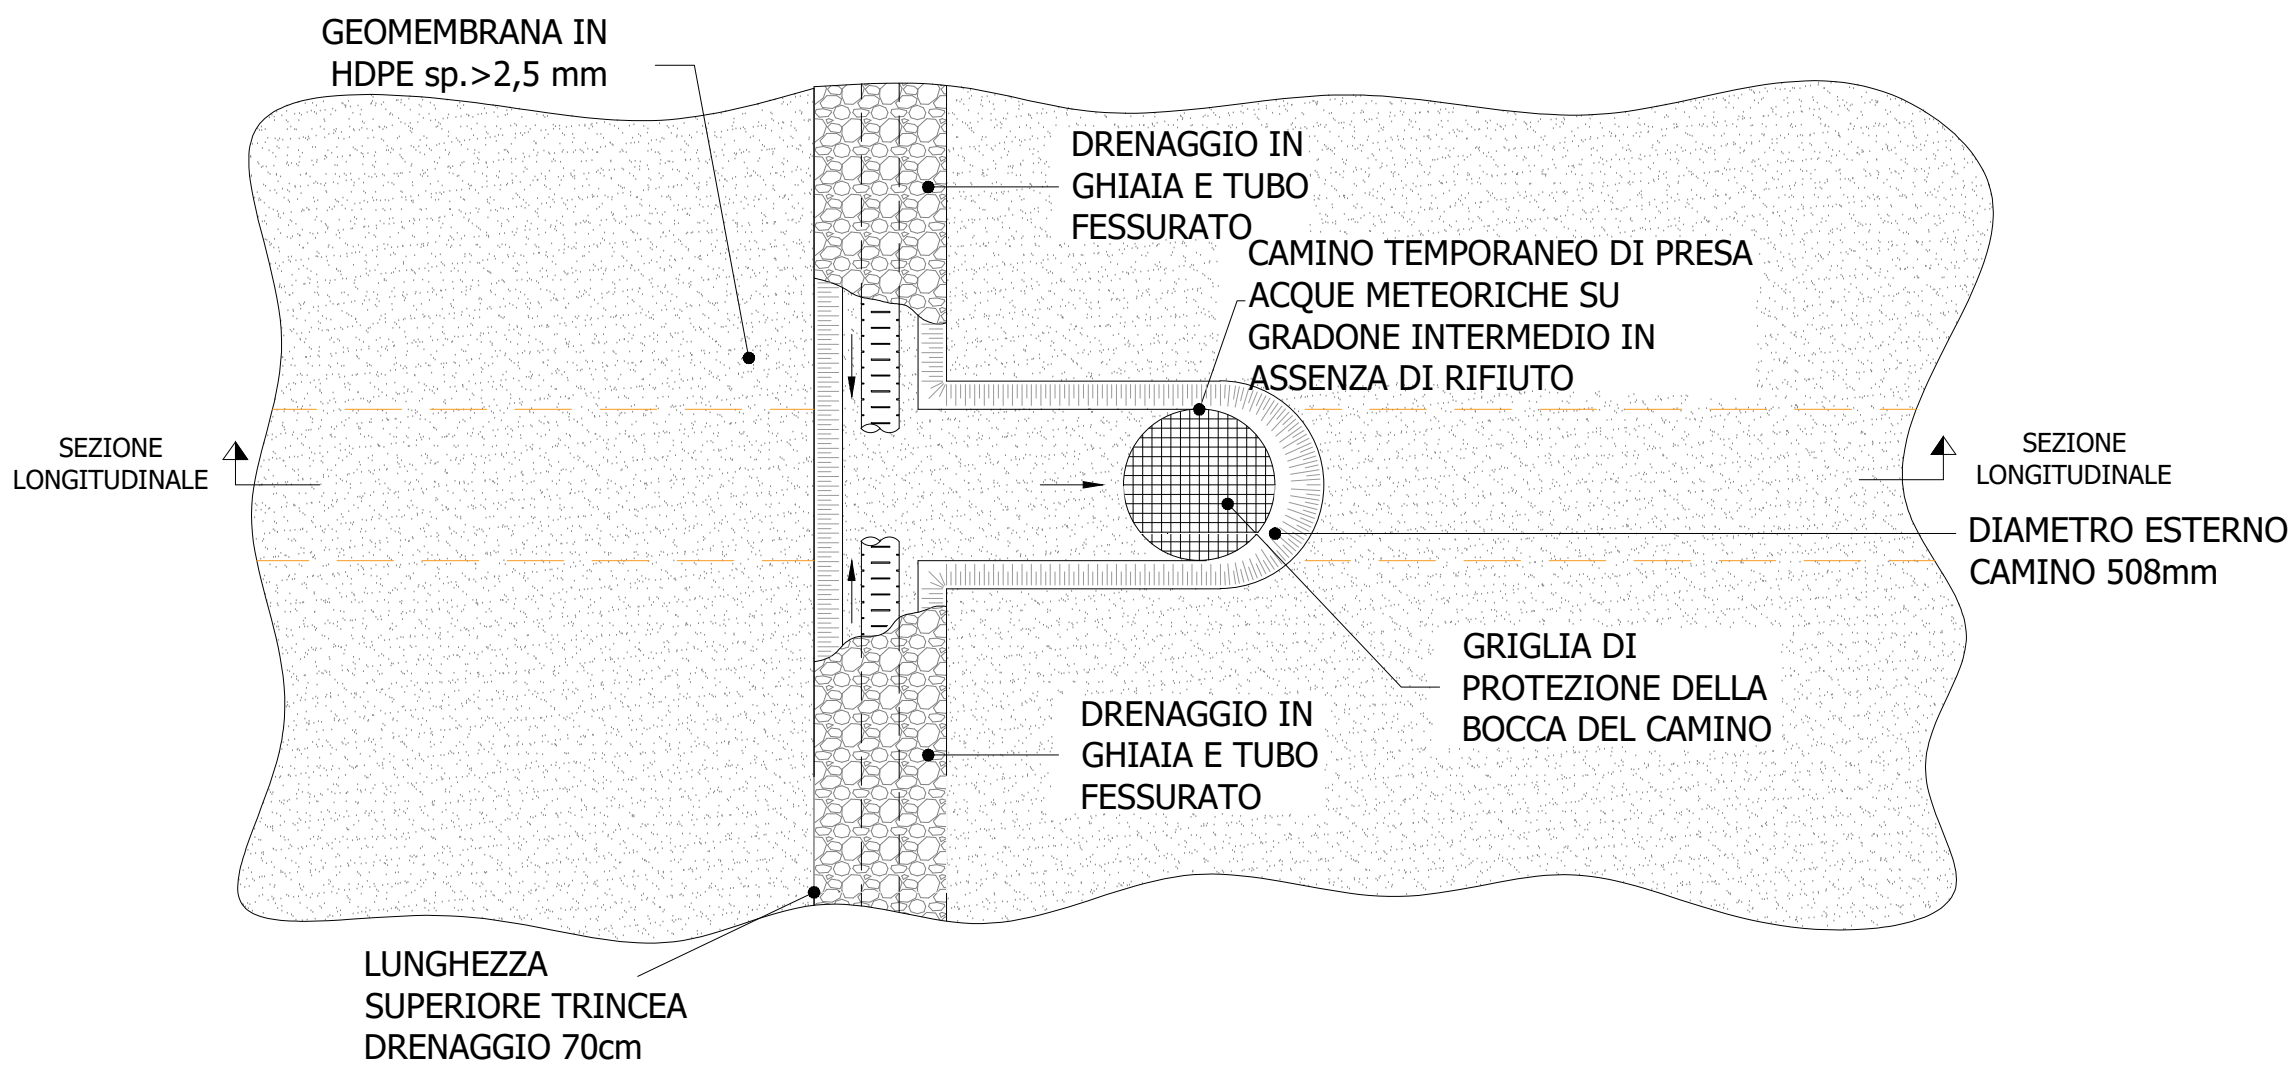 GEOMEMBRANA IN
HDPE sp.>2,5 mm
DRENAGGIO IN
GHIAIA E TUBO
FESSURATO
CAMINO TEMPORANEO DI PRESA
ACQUE METEORICHE SU
GRADONE INTERMEDIO IN
ASSENZA DI RIFIUTO
SEZIONE
LONGITUDINALE
SEZIONE
LONGITUDINALE
DIAMETRO ESTERNO
CAMINO 508mm
GRIGLIA DI
PROTEZIONE DELLA
BOCCA DEL CAMINO
DRENAGGIO IN
GHIAIA E TUBO
FESSURATO
LUNGHEZZA
SUPERIORE TRINCEA
DRENAGGIO 70cm